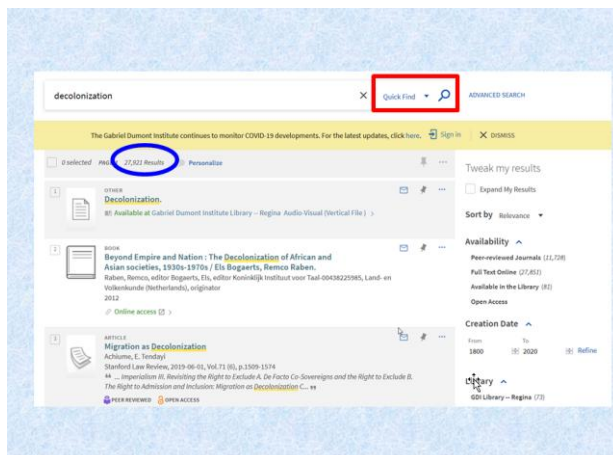 decolonization
Quick Find
ADVANCED SEARCH
The Gabriel Dumont Institute continues to monitor COVID-19 developments. For the latest updates, click here.
Sign in
DISMISS
0 selected PAGE 27,921 Results Personalize
Tweak my results
Expand My Results
Sort by Relevance
1
OTHER
Decolonization.
Available at Gabriel Dumont Institute Library -- Regina Audio-Visual (Vertical File )
Availability
Peer-reviewed Journals (11,728)
Full Text Online (27,851)
Available in the Library (81)
Open Access
2
BOOK
Beyond Empire and Nation : The Decolonization of African and
Asian societies, 1930s-1970s / Els Bogaerts, Remco Raben.
Raben, Remco, editor Bogaerts, Els, editor Koninklijk Instituut voor Taal-00438225985, Land- en
Volkenkunde (Netherlands), originator
2012
Online access
Creation Date
From To
1800 2020 Refine
3
ARTICLE
Migration as Decolonization
Achiume, E. Tendayi
Stanford Law Review, 2019-06-01, Vol.71 (6), p.1509-1574
... Imperialism III. Revisiting the Right to Exclude A. De Facto Co-Sovereigns and the Right to Exclude B.
The Right to Admission and Inclusion: Migration as Decolonization C...
PEER REVIEWED OPEN ACCESS
Library
GDI Library -- Regina (73)